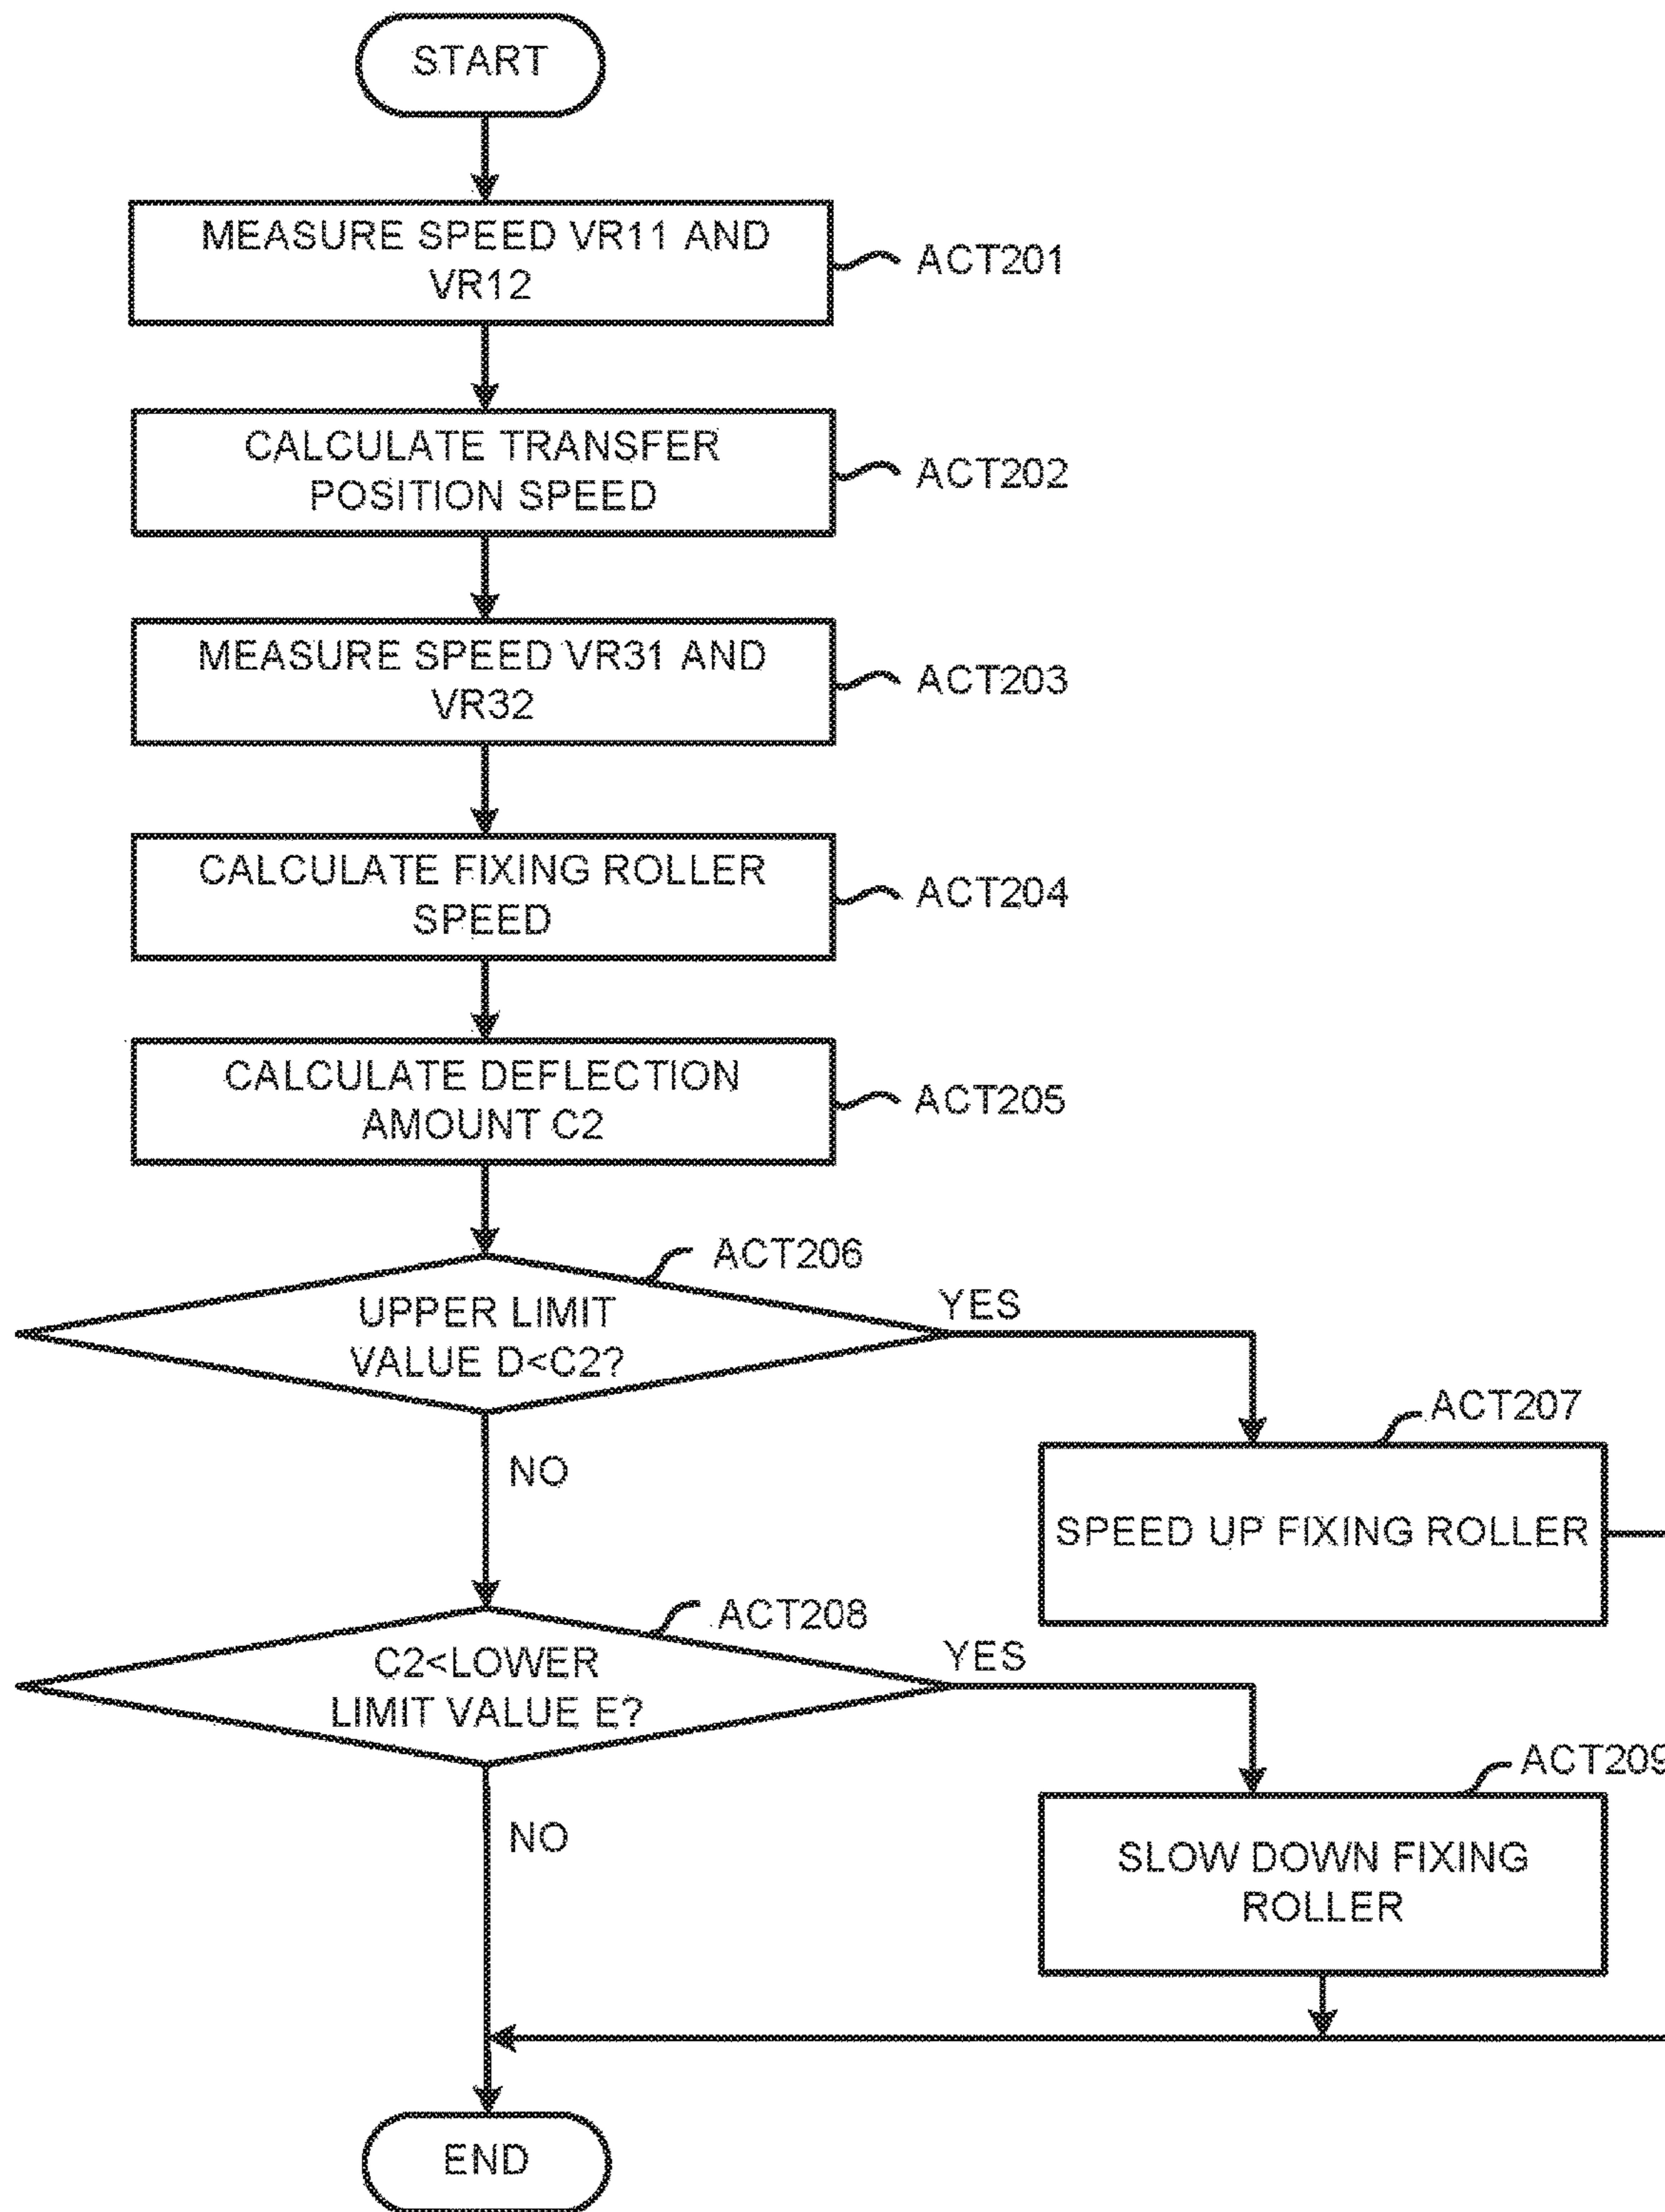 START
MEASURE SPEED VR11 AND
VR12
ACT201
CALCULATE TRANSFER
POSITION SPEED
ACT202
MEASURE SPEED VR31 AND
VR32
ACT203
CALCULATE FIXING ROLLER
SPEED
ACT204
CALCULATE DEFLECTION
AMOUNT C2
ACT205
ACT206
UPPER LIMIT
VALUE D<C2?
YES
NO
ACT207
SPEED UP FIXING ROLLER
ACT208
C2<LOWER
LIMIT VALUE E?
YES
NO
ACT209
SLOW DOWN FIXING
ROLLER
END